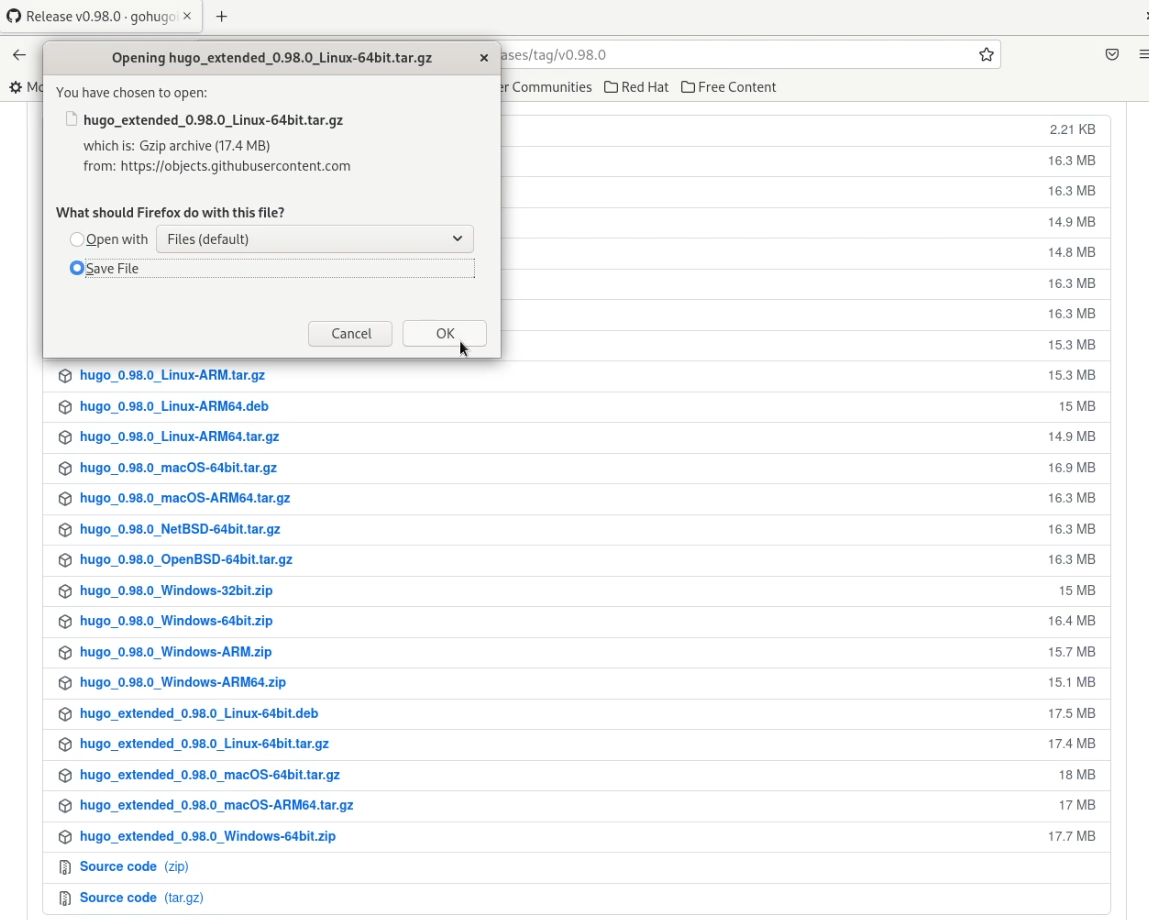 Release v0.98.0 · gohugoi
Opening hugo_extended_0.98.0_Linux-64bit.tar.gz
ases/tag/v0.98.0
You have chosen to open:
er Communities
Red Hat
Free Content
hugo_extended_0.98.0_Linux-64bit.tar.gz
which is: Gzip archive (17.4 MB)
from: https://objects.githubusercontent.com
What should Firefox do with this file?
Open with Files (default)
Save File
Cancel OK
2.21 KB
16.3 MB
16.3 MB
14.9 MB
14.8 MB
16.3 MB
16.3 MB
15.3 MB
hugo_0.98.0_Linux-ARM.tar.gz 15.3 MB
hugo_0.98.0_Linux-ARM64.deb 15 MB
hugo_0.98.0_Linux-ARM64.tar.gz 14.9 MB
hugo_0.98.0_macOS-64bit.tar.gz 16.9 MB
hugo_0.98.0_macOS-ARM64.tar.gz 16.3 MB
hugo_0.98.0_NetBSD-64bit.tar.gz 16.3 MB
hugo_0.98.0_OpenBSD-64bit.tar.gz 16.3 MB
hugo_0.98.0_Windows-32bit.zip 15 MB
hugo_0.98.0_Windows-64bit.zip 16.4 MB
hugo_0.98.0_Windows-ARM.zip 15.7 MB
hugo_0.98.0_Windows-ARM64.zip 15.1 MB
hugo_extended_0.98.0_Linux-64bit.deb 17.5 MB
hugo_extended_0.98.0_Linux-64bit.tar.gz 17.4 MB
hugo_extended_0.98.0_macOS-64bit.tar.gz 18 MB
hugo_extended_0.98.0_macOS-ARM64.tar.gz 17 MB
hugo_extended_0.98.0_Windows-64bit.zip 17.7 MB
Source code (zip)
Source code (tar.gz)